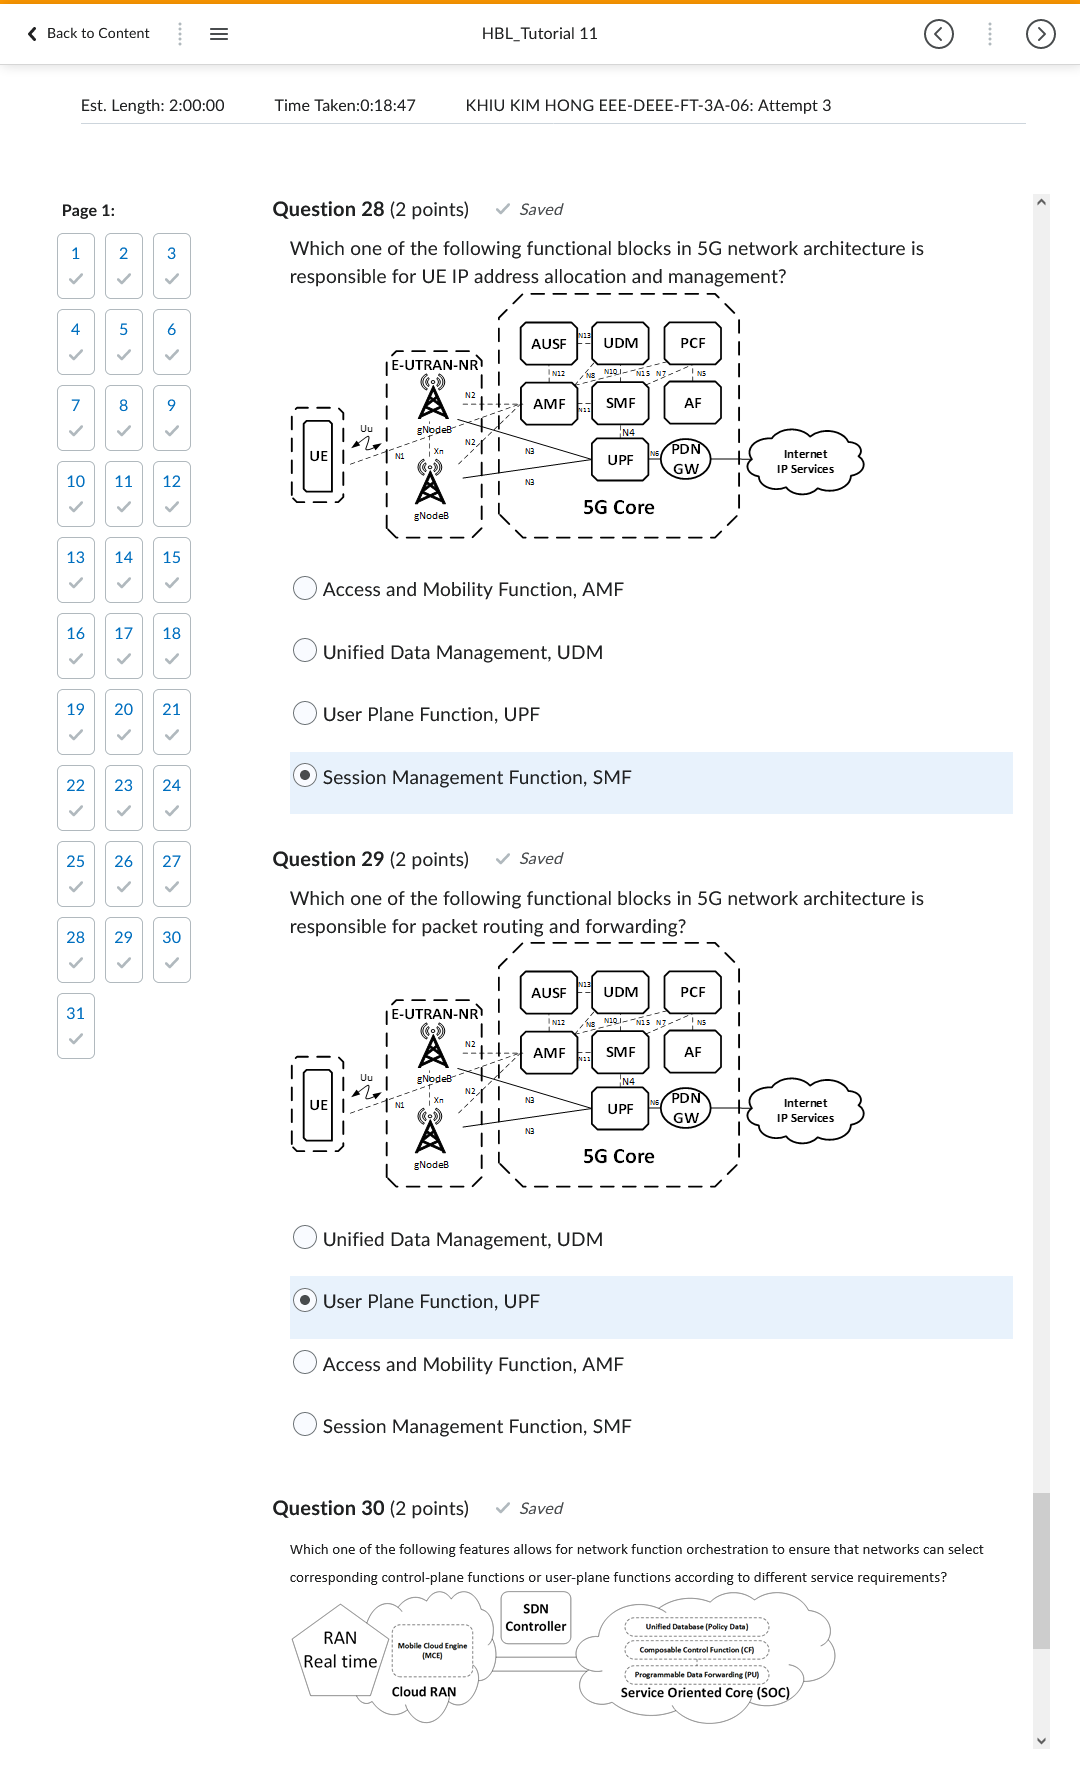 Back to Content
HBL_Tutorial 11
Est. Length: 2:00:00 Time Taken:0:18:47 KHIU KIM HONG EEE-DEEE-FT-3A-06: Attempt 3
Page 1:
1 2 3
4 5 6
7 8 9
10 11 12
13 14 15
16 17 18
19 20 21
22 23 24
25 26 27
28 29 30
31
Question 28 (2 points) Saved
Which one of the following functional blocks in 5G network architecture is
responsible for UE IP address allocation and management?
AUSF N13 UDM PCF
E-UTRAN-NR
N12 N8 N10 N15 N7 N5
N2
AMF N11 SMF AF
Uu gNodeB N4
UE N1 Xn N2 N3 UPF N6 PDN GW
Internet
IP Services
N3
gNodeB
5G Core
Access and Mobility Function, AMF
Unified Data Management, UDM
User Plane Function, UPF
Session Management Function, SMF
Question 29 (2 points) Saved
Which one of the following functional blocks in 5G network architecture is
responsible for packet routing and forwarding?
AUSF N13 UDM PCF
E-UTRAN-NR
N12 N8 N10 N15 N7 N5
N2
AMF N11 SMF AF
Uu gNodeB N4
UE N1 Xn N2 N3 UPF N6 PDN GW
Internet
IP Services
N3
gNodeB
5G Core
Unified Data Management, UDM
User Plane Function, UPF
Access and Mobility Function, AMF
Session Management Function, SMF
Question 30 (2 points) Saved
Which one of the following features allows for network function orchestration to ensure that networks can select
corresponding control-plane functions or user-plane functions according to different service requirements?
RAN
Real time
Mobile Cloud Engine
(MCE)
Cloud RAN
SDN
Controller
Unified Database (Policy Data)
Composable Control Function (CF)
Programmable Data Forwarding (PU)
Service Oriented Core (SOC)